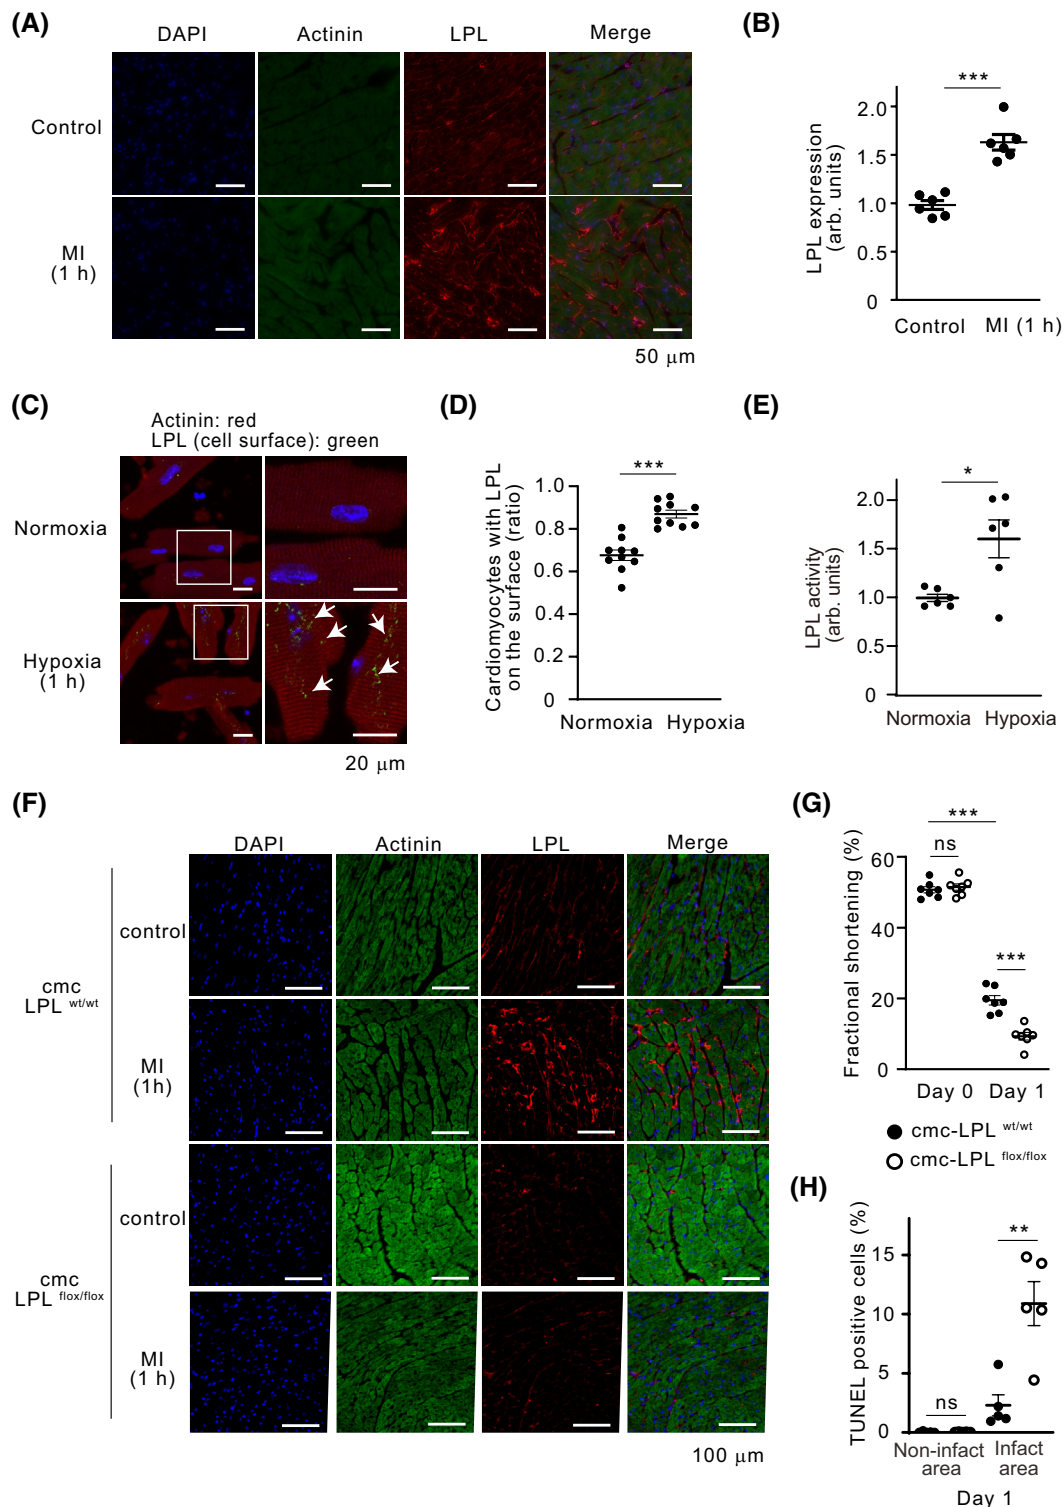 (A)
DAPI Actinin LPL Merge
Control
MI
(1 h)
50 μm
(B)
***
LPL expression
(arb. units)
2.0
1.5
1.0
0.5
0
Control MI (1 h)
(C)
Actinin: red
LPL (cell surface): green
Normoxia
Hypoxia
(1 h)
20 μm
(D)
***
Cardiomyocytes with LPL
on the surface (ratio)
1.0
0.8
0.6
0.4
0.2
0
Normoxia Hypoxia
(E)
*
LPL activity
(arb. units)
2.0
1.5
1.0
0.5
0
Normoxia Hypoxia
(F)
DAPI Actinin LPL Merge
cmc
LPL wt/wt
control
MI
(1h)
cmc
LPL flox/flox
control
MI
(1 h)
100 μm
(G)
***
ns
***
Fractional shortening (%)
60
40
20
0
Day 0 Day 1
cmc-LPL wt/wt
cmc-LPL flox/flox
(H)
**
ns
TUNEL positive cells (%)
15
10
5
0
Non-infact
area
Infact
area
Day 1